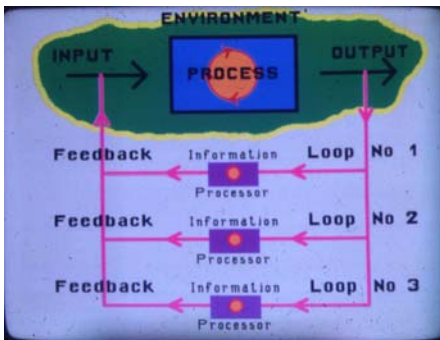 ENVIRONMENT
INPUT
PROCESS
OUTPUT
Feedback Information Loop No 1
Processor
Feedback Information Loop No 2
Processor
Feedback Information Loop No 3
Processor